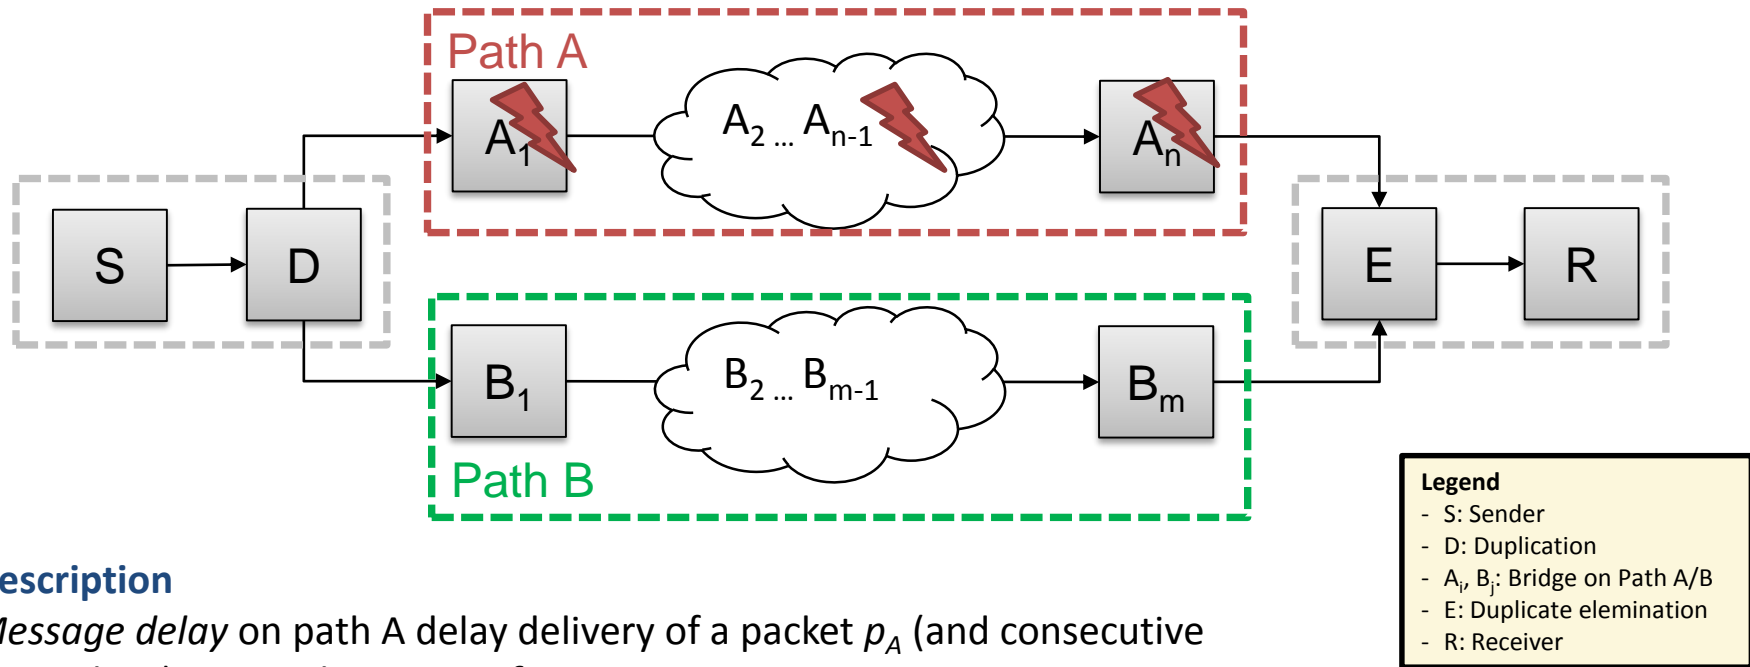 Path A
A1
A2 ... An-1
An
S
D
E
R
B1
B2 ... Bm-1
Bm
Path B
Legend
- S: Sender
- D: Duplication
- Ai, Bj: Bridge on Path A/B
- E: Duplicate elemination
- R: Receiver
escription
Message delay on path A delay delivery of a packet pA (and consecutive